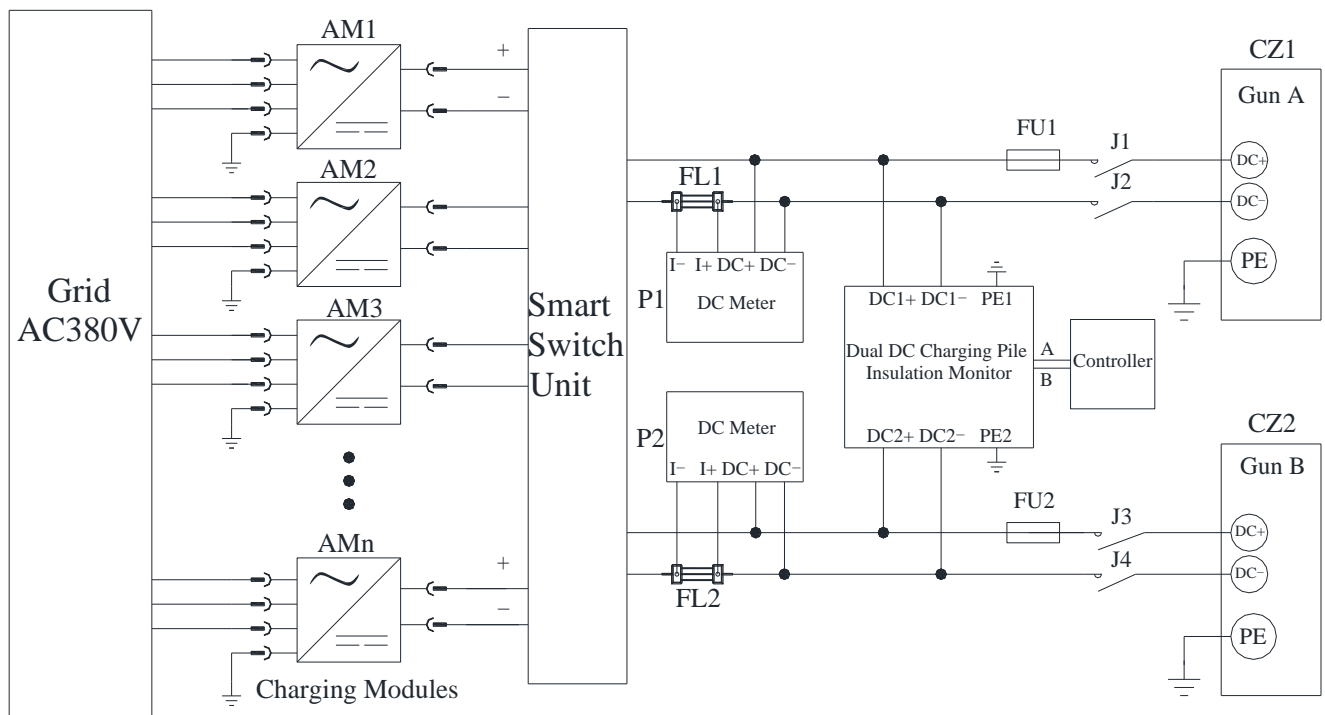 AM1
AM2
AM3
AMn
Grid
AC380V
Charging Modules
+
−
+
−
Smart
Switch
Unit
FL1
I− I+ DC+ DC−
P1
DC Meter
P2
DC Meter
I− I+ DC+ DC−
FL2
DC1+ DC1− PE1
Dual DC Charging Pile
Insulation Monitor
DC2+ DC2− PE2
A
B
Controller
FU1
J1
J2
FU2
J3
J4
CZ1
Gun A
DC+
DC−
PE
CZ2
Gun B
DC+
DC−
PE